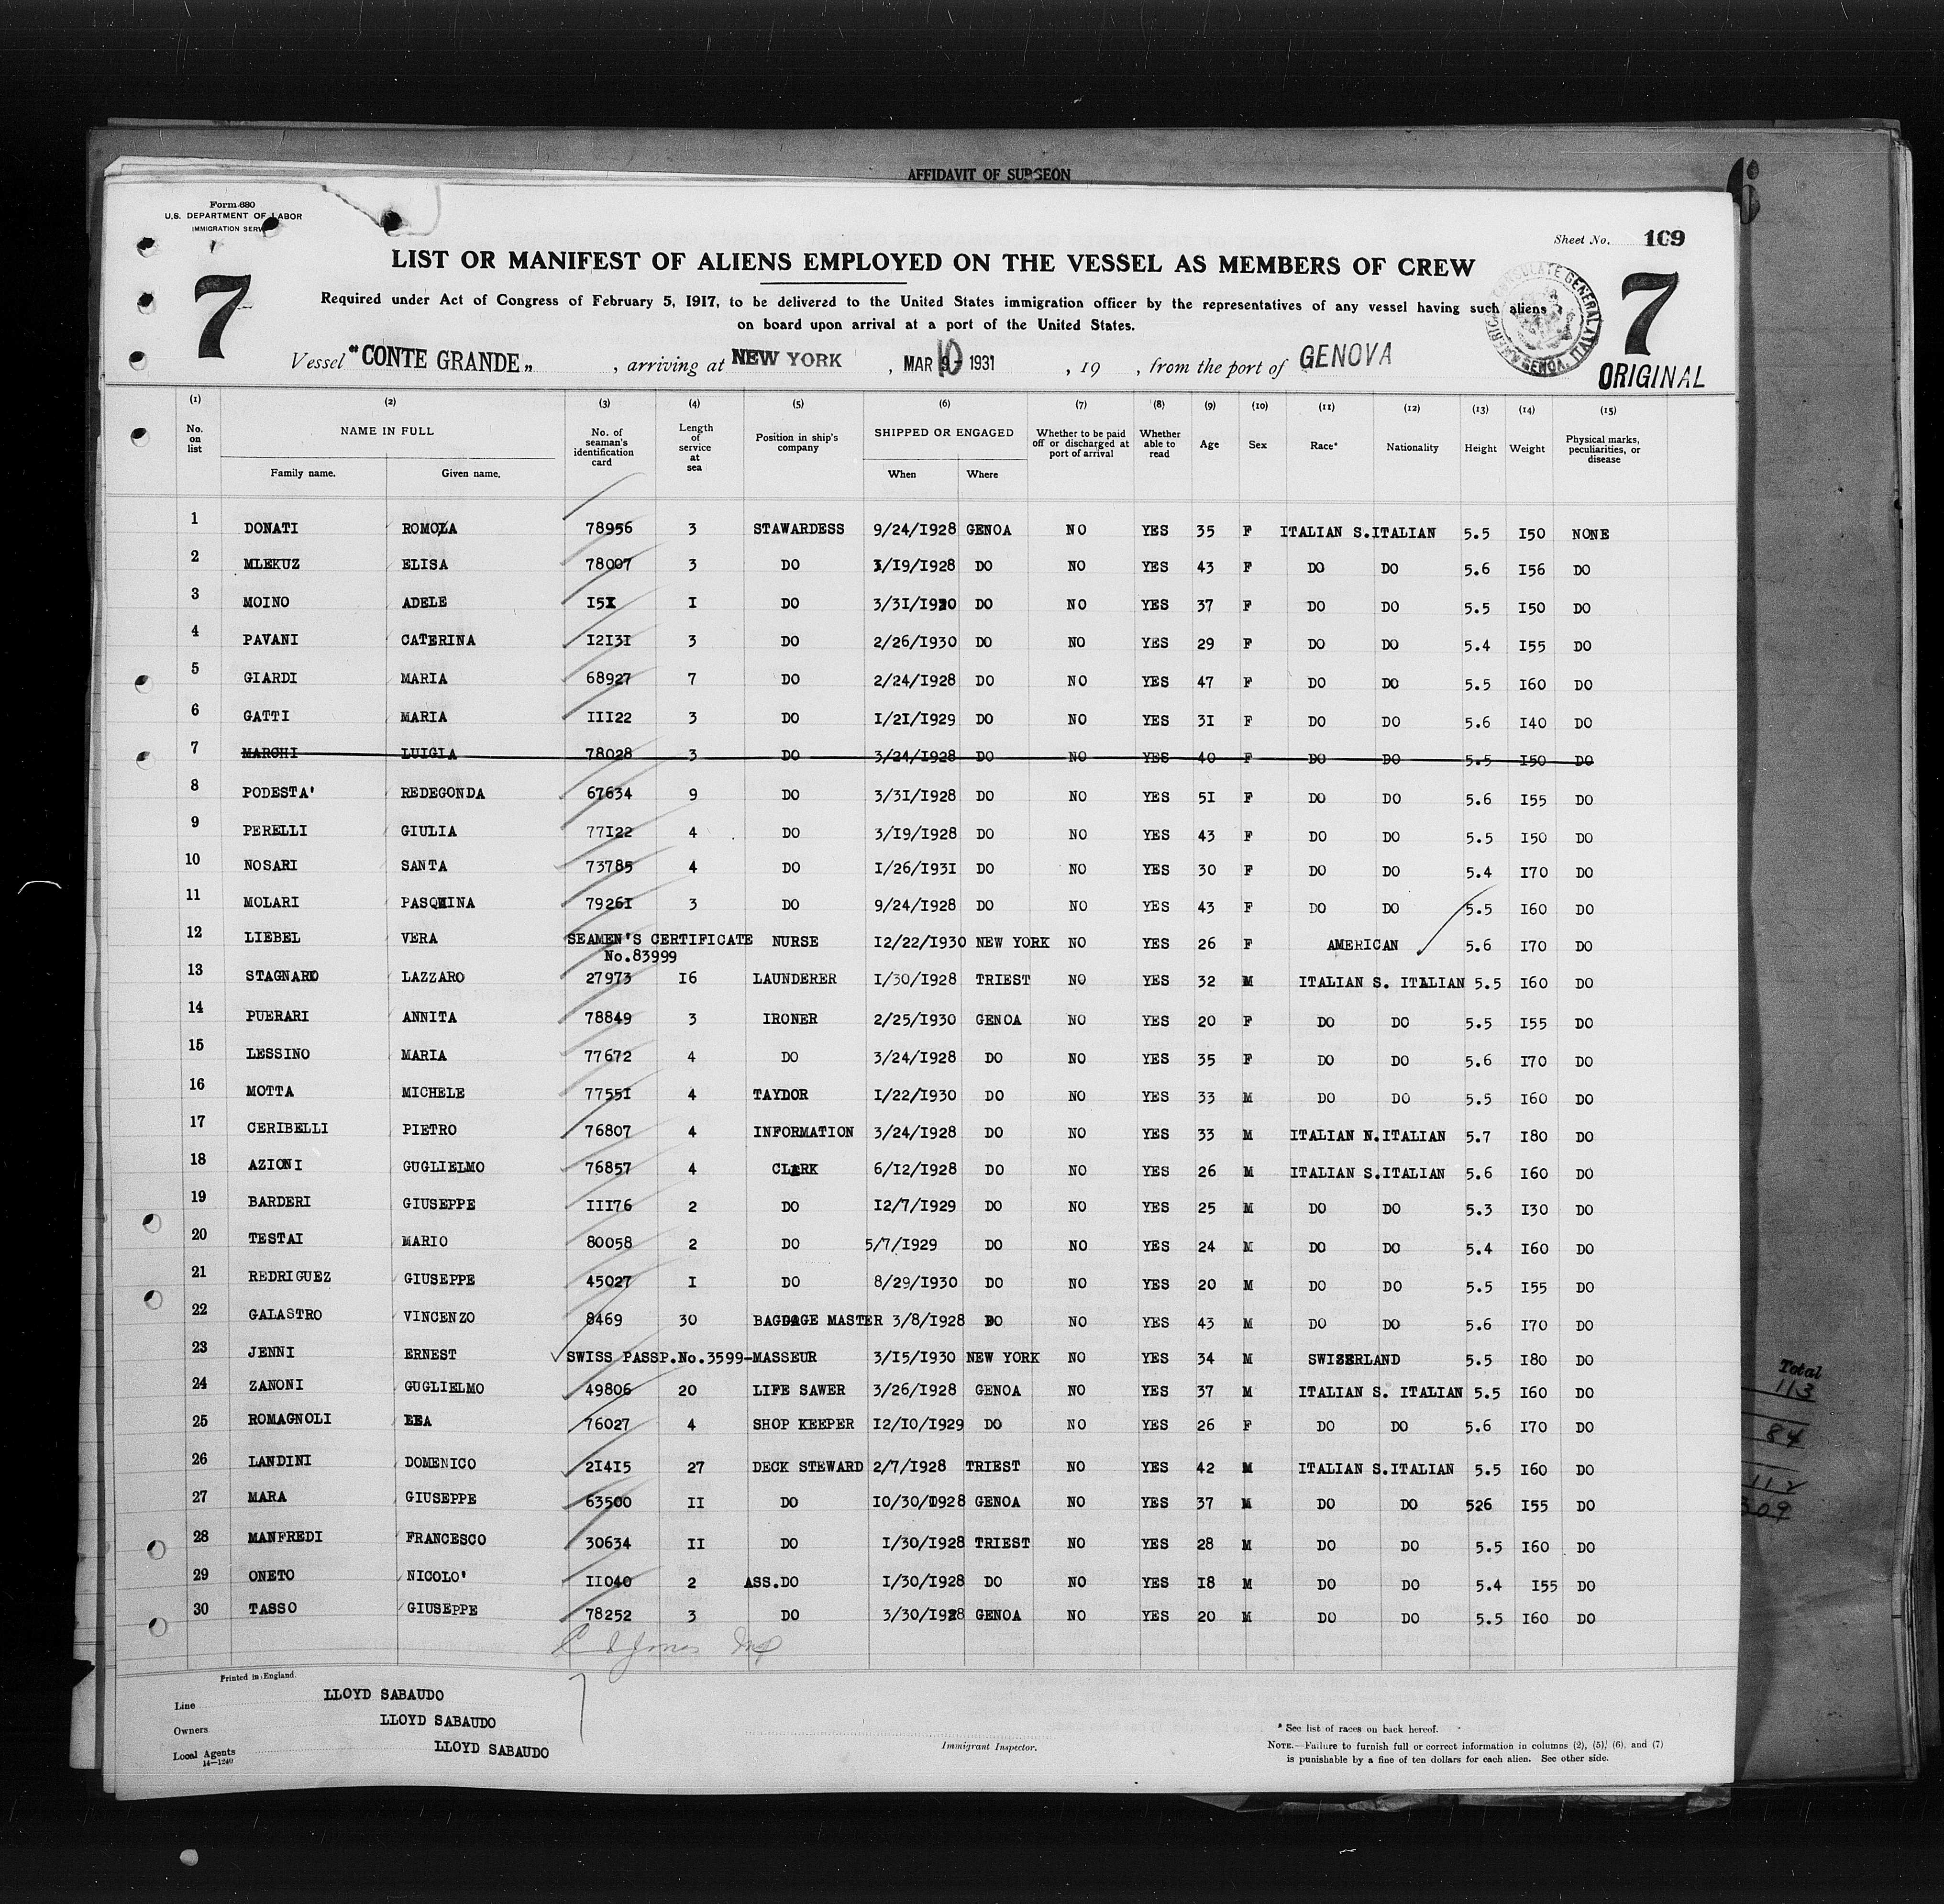 AFFIDAVIT OF SURGEON
Form 680
U.S. DEPARTMENT OF LABOR
IMMIGRATION SERV
Sheet No. 109
LIST OR MANIFEST OF ALIENS EMPLOYED ON THE VESSEL AS MEMBERS OF CREW
7 7
Required under Act of Congress of February 5, 1917, to be delivered to the United States immigration officer by the representatives of any vessel having such aliens
on board upon arrival at a port of the United States.
Vessel "CONTE GRANDE„ , arriving at NEW YORK , MAR 10 1931 , 19 , from the port of GENOVA
ORIGINAL
(1) (2) (3) (4) (5) (6) (7) (8) (9) (10) (11) (12) (13) (14) (15)
No. on list NAME IN FULL No. of seaman's identification card Length of service at sea Position in ship's company SHIPPED OR ENGAGED Whether to be paid off or discharged at port of arrival Whether able to read Age Sex Race* Nationality Height Weight Physical marks, peculiarities, or disease
Family name. Given name. When Where
1 DONATI ROMOLA 78956 3 STAWARDESS 9/24/1928 GENOA NO YES 35 F ITALIAN S. ITALIAN 5.5 150 NONE
2 MLEKUZ ELISA 78007 3 DO 3/19/1928 DO NO YES 43 F DO DO 5.6 156 DO
3 MOINO ADELE 151 1 DO 3/31/1920 DO NO YES 37 F DO DO 5.5 150 DO
4 PAVANI CATERINA 12131 3 DO 2/26/1930 DO NO YES 29 F DO DO 5.4 155 DO
5 GIARDI MARIA 68927 7 DO 2/24/1928 DO NO YES 47 F DO DO 5.5 160 DO
6 GATTI MARIA 11122 3 DO 1/21/1929 DO NO YES 31 F DO DO 5.6 140 DO
7 MARCHI LUIGIA 78028 3 DO 3/24/1928 DO NO YES 40 F DO DO 5.5 150 DO
8 PODESTA' REDEGONDA 67634 9 DO 3/31/1928 DO NO YES 51 F DO DO 5.6 155 DO
9 PERELLI GIULIA 77122 4 DO 3/19/1928 DO NO YES 43 F DO DO 5.5 150 DO
10 NOSARI SANTA 73785 4 DO 1/26/1931 DO NO YES 30 F DO DO 5.4 170 DO
11 MOLARI PASQUINA 79261 3 DO 9/24/1928 DO NO YES 43 F DO DO 5.5 160 DO
12 LIEBEL VERA SEAMEN'S CERTIFICATE NURSE 12/22/1930 NEW YORK NO YES 26 F AMERICAN 5.6 170 DO
No.83999
13 STAGNARO LAZZARO 27973 16 LAUNDERER 1/30/1928 TRIEST NO YES 32 M ITALIAN S. ITALIAN 5.5 160 DO
14 PUERARI ANNITA 78849 3 IRONER 2/25/1930 GENOA NO YES 20 F DO DO 5.5 155 DO
15 LESSINO MARIA 77672 4 DO 3/24/1928 DO NO YES 35 F DO DO 5.6 170 DO
16 MOTTA MICHELE 77551 4 TAYDOR 1/22/1930 DO NO YES 33 M DO DO 5.5 160 DO
17 CERIBELLI PIETRO 76807 4 INFORMATION 3/24/1928 DO NO YES 33 M ITALIAN N. ITALIAN 5.7 180 DO
18 AZIONI GUGLIELMO 76857 4 CLERK 6/12/1928 DO NO YES 26 M ITALIAN S. ITALIAN 5.6 160 DO
19 BARDERI GIUSEPPE 11176 2 DO 12/7/1929 DO NO YES 25 M DO DO 5.3 130 DO
20 TESTAI MARIO 80058 2 DO 5/7/1929 DO NO YES 24 M DO DO 5.4 160 DO
21 REDRIGUEZ GIUSEPPE 45027 1 DO 8/29/1930 DO NO YES 20 M DO DO 5.5 155 DO
22 GALASTRO VINCENZO 8469 30 BAGGAGE MASTER 3/8/1928 DO NO YES 43 M DO DO 5.6 170 DO
23 JENNI ERNEST SWISS PASSP.No.3599- MASSEUR 3/15/1930 NEW YORK NO YES 34 M SWIZERLAND 5.5 180 DO
24 ZANONI GUGLIELMO 49806 20 LIFE SAWER 3/26/1928 GENOA NO YES 37 M ITALIAN S. ITALIAN 5.5 160 DO
25 ROMAGNOLI 76027 4 SHOP KEEPER 12/10/1929 DO NO YES 26 F DO DO 5.6 170 DO
26 LANDINI DOMENICO 21415 27 DECK STEWARD 2/7/1928 TRIEST NO YES 42 M ITALIAN S. ITALIAN 5.5 160 DO
27 MARA GIUSEPPE 63500 11 DO 10/30/1928 GENOA NO YES 37 M DO DO 526 155 DO
28 MANFREDI FRANCESCO 30634 11 DO 1/30/1928 TRIEST NO YES 28 M DO DO 5.5 160 DO
29 ONETO NICOLO' 11040 2 ASS.DO 1/30/1928 DO NO YES 18 M DO DO 5.4 155 DO
30 TASSO GIUSEPPE 78252 3 DO 3/30/1928 GENOA NO YES 20 M DO DO 5.5 160 DO
Printed in England.
Line LLOYD SABAUDO
Owners LLOYD SABAUDO
Local Agents LLOYD SABAUDO
14-1240
Immigrant Inspector.
* See list of races on back hereof.
NOTE.—Failure to furnish full or correct information in columns (2), (5), (6), and (7)
is punishable by a fine of ten dollars for each alien. See other side.
Total
113
84
112
309